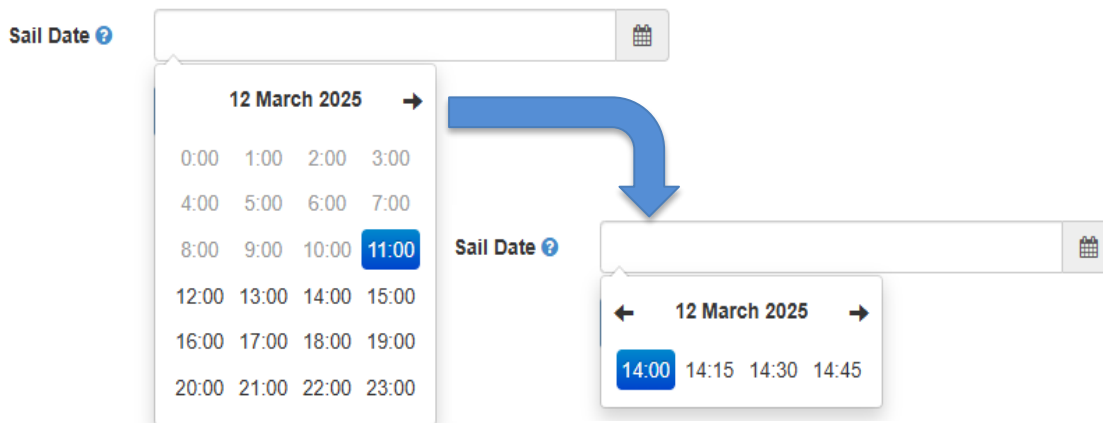 Sail Date
12 March 2025
0:00 1:00 2:00 3:00
4:00 5:00 6:00 7:00
8:00 9:00 10:00 11:00
12:00 13:00 14:00 15:00
16:00 17:00 18:00 19:00
20:00 21:00 22:00 23:00
Sail Date
12 March 2025
14:00 14:15 14:30 14:45